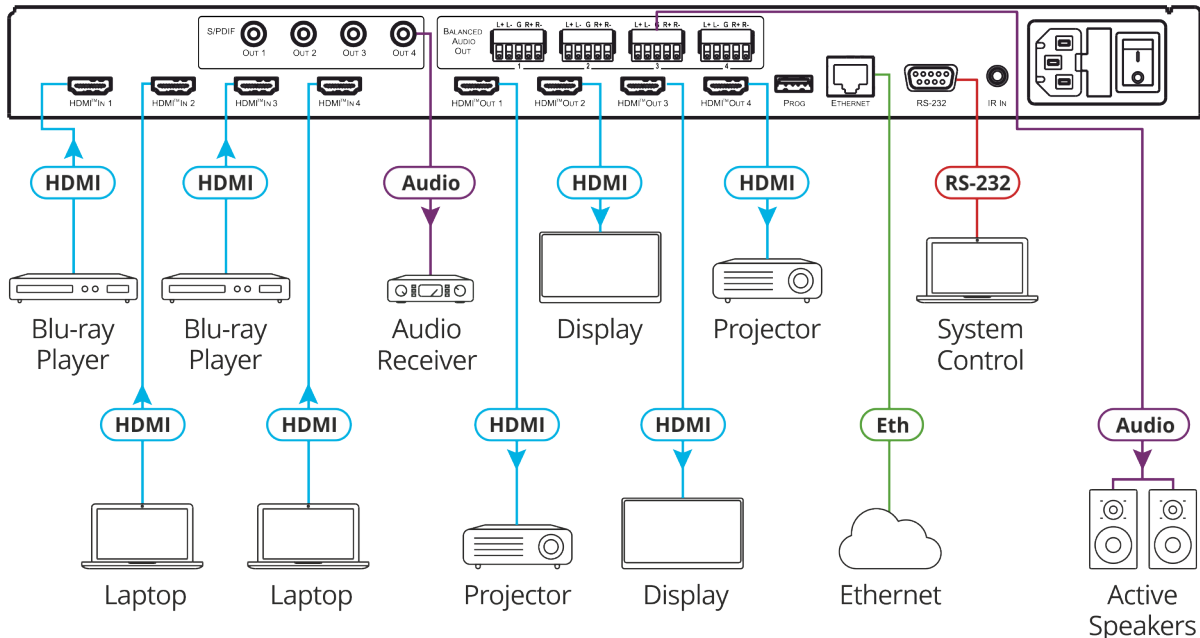 S/PDIF
OUT 1
OUT 2
OUT 3
OUT 4
BALANCED
AUDIO
OUT
L+ L- G R+ R-
L+ L- G R+ R-
L+ L- G R+ R-
L+ L- G R+ R-
1
2
3
4
HDMI™ IN 1
HDMI™ IN 2
HDMI™ IN 3
HDMI™ IN 4
HDMI™ OUT 1
HDMI™ OUT 2
HDMI™ OUT 3
HDMI™ OUT 4
PROG
ETHERNET
RS-232
IR IN
HDMI
HDMI
Audio
HDMI
HDMI
RS-232
Blu-ray
Player
Blu-ray
Player
Audio
Receiver
Display
Projector
System
Control
HDMI
HDMI
HDMI
HDMI
Eth
Audio
Laptop
Laptop
Projector
Display
Ethernet
Active
Speakers